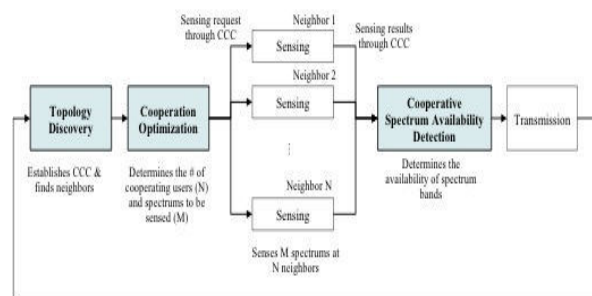 Sensing request
through CCC
Neighbor 1
Sensing
Sensing results
through CCC
Neighbor 2
Sensing
Topology
Discovery
Cooperation
Optimization
Cooperative
Spectrum Availability
Detection
Transmission
Establishes CCC &
finds neighbors
Determines the # of
cooperating users (N)
and spectrums to be
sensed (M)
Determines the
availability of spectrum
bands
Neighbor N
Sensing
Senses M spectrums at
N neighbors